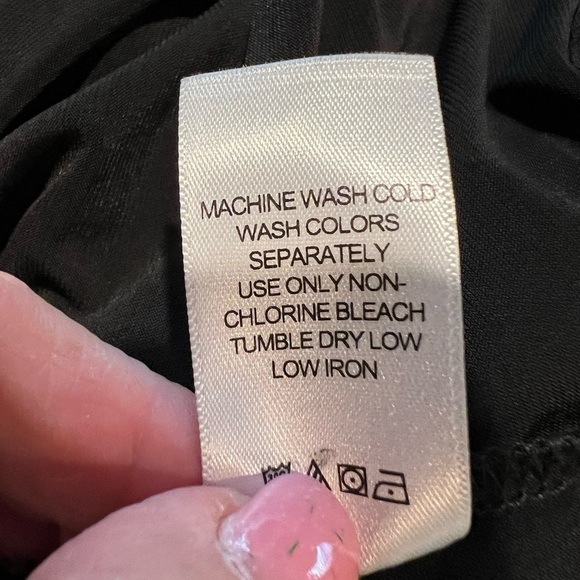 MACHINE WASH COLD
WASH COLORS
SEPARATELY
USE ONLY NON-
CHLORINE BLEACH
TUMBLE DRY LOW
LOW IRON